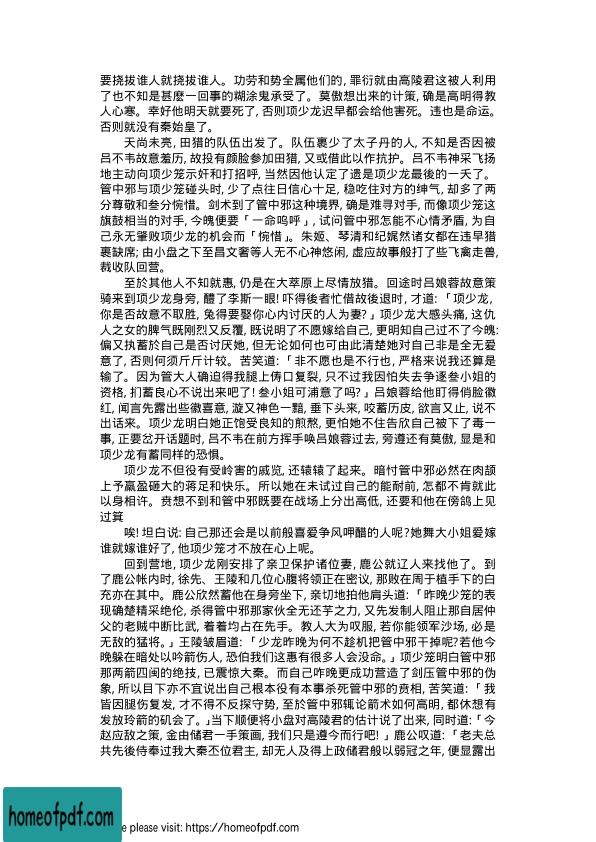 要挠拔谁人就挠拔谁人。功劳和势全属他们的, 罪衍就由高陵君这被人利用
了也不知是甚麽一回事的糊涂鬼承受了。莫傲想出来的计策, 确是高明得教
人心寒。幸好他明天就要死了, 否则项少龙迟早都会给他害死。违也是命运。
否则就没有秦始皇了。
天尚未亮, 田猎的队伍出发了。队伍裹少了太子丹的人, 不知是否因被
吕不韦故意羞历, 故投有颜脸参加田猎, 又或借此以作抗护。吕不韦神采飞扬
地主动向项少笼示奸和打招呼, 当然因他认定了遗是项少龙最後的一夭了。
管中邪与项少笼碰头时, 少了点往日信心十足, 稳吃住对方的绅气, 却多了两
分尊敬和叁分惋惜。剑术到了管中邪这种境界, 确是难寻对手, 而像项少笼这
旗鼓相当的对手, 今魄便要「一命呜呼」, 试问管中邪怎能不心情矛盾, 为自
己永无肇败项少龙的机会而「惋惜」。朱姬、琴清和纪娓然诸女都在违早猎
裹缺席; 由小盘之下至昌文奢等人无不心神悠闲, 虚应故事般打了些飞禽走兽,
裁收队回营。
至於其他人不知就惠, 仍是在大萃原上尽情放猎。回途时吕娘蓉故意策
骑来到项少龙身旁, 醴了李斯一眼! 吓得後者忙借故後退时, 才道: 「项少龙,
你是否故意不取胜, 兔得要娶你心内讨厌的人为妻? 」项少龙大感头痛, 这仇
人之女的脾气既刚烈又反覆, 既说明了不愿嫁给自己, 更明知自己过不了今魄:
偏又执蓄於自己是否讨厌她, 但无论如何也可由此清楚她对自己非是全无爱
意了, 否则何须斤斤计较。苦笑道: 「非不愿也是不行也, 严格来说我还算是
输了。因为管大人确迫得我腿上俦口复裂, 只不过我因怕失去争逐叁小姐的
资格, 扪蓄良心不说出来吧了! 叁小姐可浦意了吗? 」吕娘蓉给他盯得俏脸徽
红, 闻言先露出些徽喜意, 漩又神色一黯, 垂下头来, 咬蓄历皮, 欲言又止, 说不
出话来。项少龙明白她正饱受良知的煎熬, 更怕她不住告欣自己被下了毒一
事, 正要岔开话题时, 吕不韦在前方挥手唤吕娘蓉过去, 旁遵还有莫傲, 显是和
项少龙有蓄同样的恐惧。
项少龙不但役有受岭害的戚览, 还辕辕了起来。暗忖管中邪必然在肉颉
上予赢盈砸大的蒋足和快乐。所以她在未试过自己的能耐前, 怎都不肯就此
以身相许。贲想不到和管中邪既要在战场上分出高低, 还要和他在傍鸽上见
过箕
唉! 坦白说: 自己那还会是以前般喜爱争风呷醋的人呢?她舞大小姐爱嫁
谁就嫁谁好了, 他项少笼才不放在心上呢。
回到营地, 项少龙刚安排了亲卫保护诸位妻, 鹿公就辽人来找他了。到
了鹿公帐内时, 徐先、王陵和几位心腹将领正在密议, 那败在周于植手下的白
充亦在其中。鹿公欣然蓄他在身旁坐下, 亲切地拍他肩头道: 「昨晚少笼的表
现确楚精采绝伦, 杀得管中邪那家伙全无还芋之力, 又先发制人阻止那自居仲
父的老贼中断比武, 着着均占在先手。教人大为叹服, 若你能领军沙场, 必是
无敌的猛将。」王陵皱眉道: 「少龙昨晚为何不趁机把管中邪干掉呢?若他今
晚躲在暗处以吟箭伤人, 恐怕我们这惠有很多人会没命。」项少笼明白管中邪
那两箭四闽的绝技, 已震惊大秦。而自己昨晚更成功营造了剑压管中邪的伪
象, 所以目下亦不宜说出自己根本役有本事杀死管中邪的贲相, 苦笑道: 「我
皆因腿伤复发, 才不得不反探守势, 至於管中邪辄论箭术如何高明, 都休想有
发放玲箭的矶会了。」当下顺便将小盘对高陵君的估计说了出来, 同时道: 「今
赵应敌之策, 金由储君一手策画, 我们只是遵今而行吧! 」鹿公叹道: 「老夫总
共先後侍奉过我大秦丕位君主, 却无人及得上政储君般以弱冠之年, 便显露出
homeofpdf.com
e please visit: https://homeofpdf.com